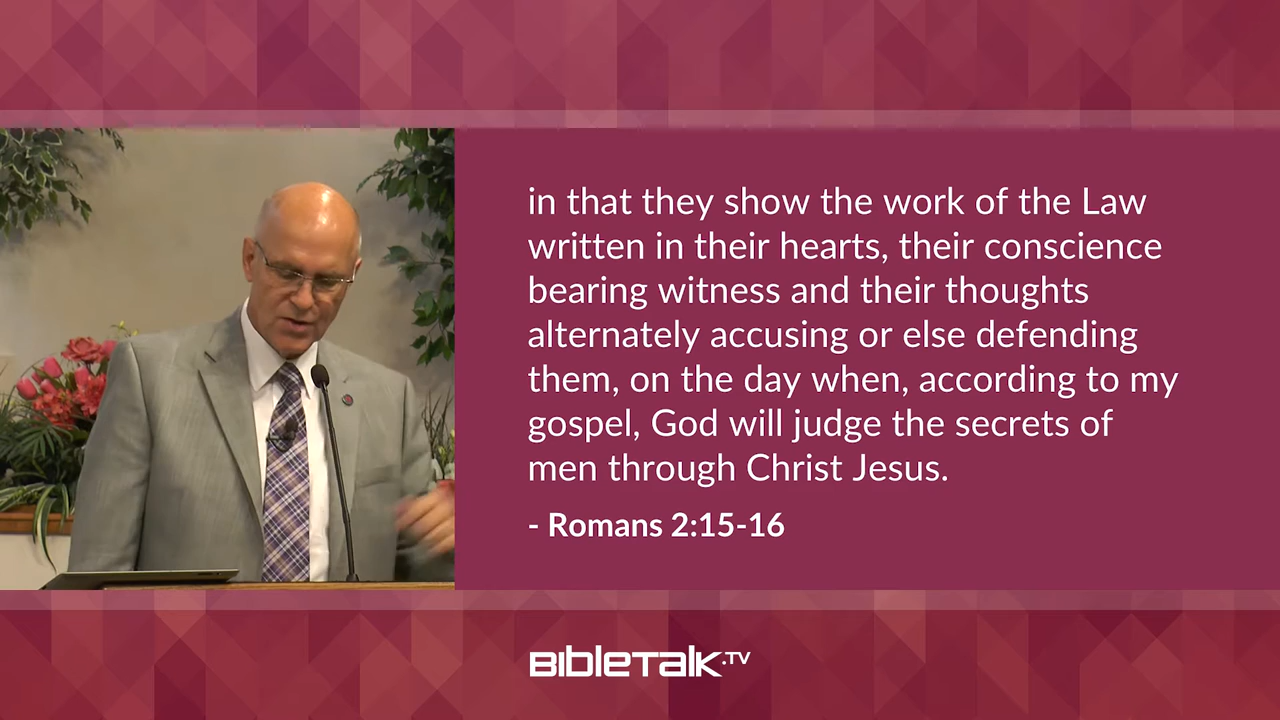 in that they show the work of the Law
written in their hearts, their conscience
bearing witness and their thoughts
alternately accusing or else defending
them, on the day when, according to my
gospel, God will judge the secrets of
men through Christ Jesus.
- Romans 2:15-16
BIBLETALK.TV